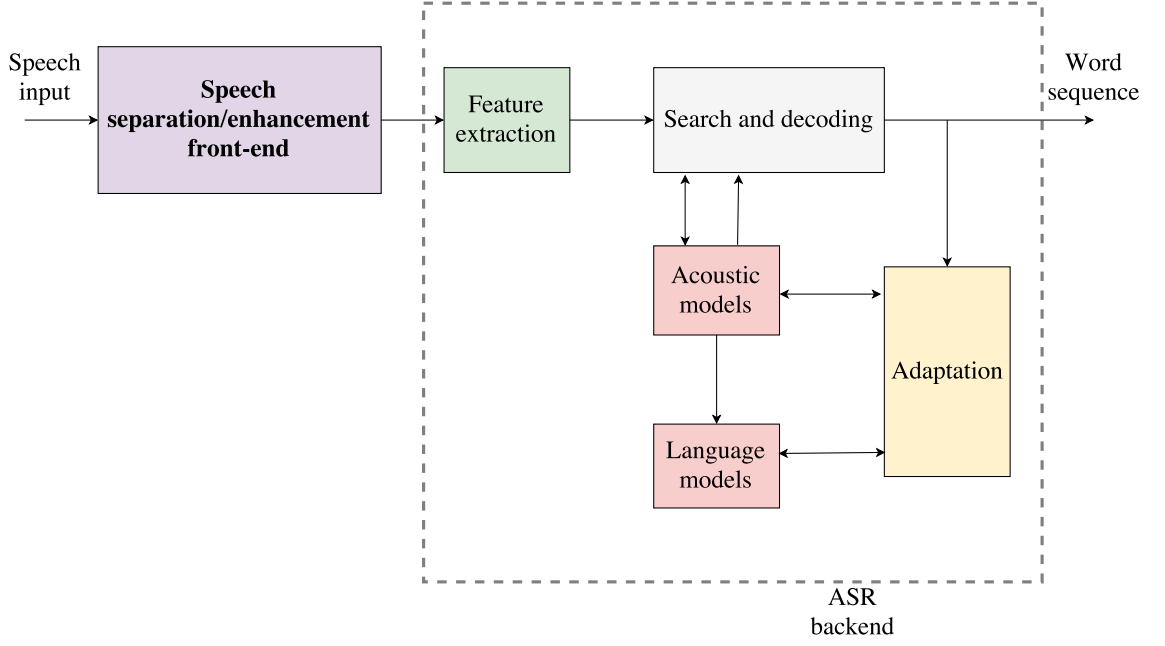 Speech
input
Speech
separation/enhancement
front-end
Feature
extraction
Search and decoding
Word
sequence
Acoustic
models
Adaptation
Language
models
ASR
backend